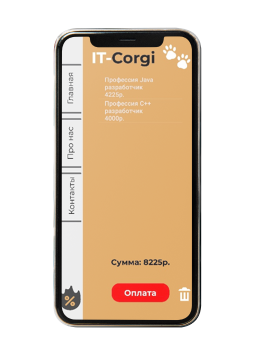 IT-Corgi
Главная
Про нас
Контакты
Профессия Java
разработчик
4225р.
Профессия C++
разработчик
4000р.
Сумма: 8225р.
%
Оплата